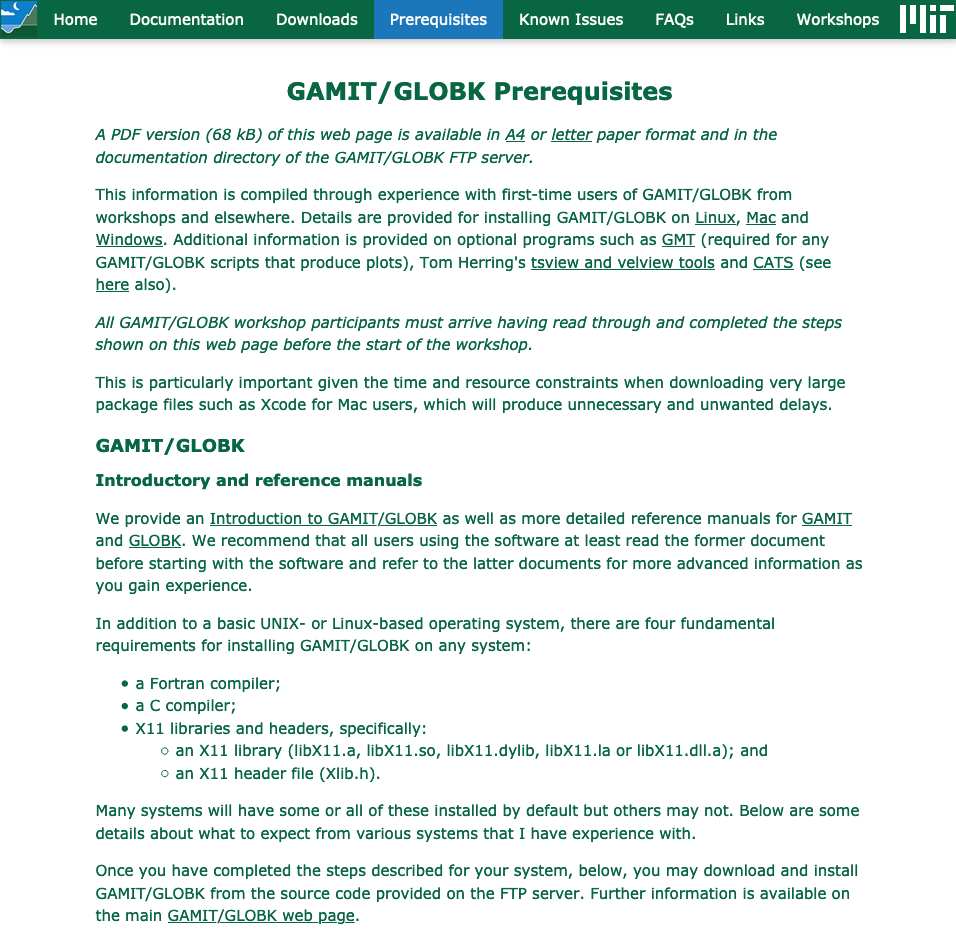 Home Documentation Downloads Prerequisites Known Issues FAQs Links Workshops MIT
GAMIT/GLOBK Prerequisites
A PDF version (68 kB) of this web page is available in A4 or letter paper format and in the
documentation directory of the GAMIT/GLOBK FTP server.
This information is compiled through experience with first-time users of GAMIT/GLOBK from
workshops and elsewhere. Details are provided for installing GAMIT/GLOBK on Linux, Mac and
Windows. Additional information is provided on optional programs such as GMT (required for any
GAMIT/GLOBK scripts that produce plots), Tom Herring's tsview and velview tools and CATS (see
here also).
All GAMIT/GLOBK workshop participants must arrive having read through and completed the steps
shown on this web page before the start of the workshop.
This is particularly important given the time and resource constraints when downloading very large
package files such as Xcode for Mac users, which will produce unnecessary and unwanted delays.
GAMIT/GLOBK
Introductory and reference manuals
We provide an Introduction to GAMIT/GLOBK as well as more detailed reference manuals for GAMIT
and GLOBK. We recommend that all users using the software at least read the former document
before starting with the software and refer to the latter documents for more advanced information as
you gain experience.
In addition to a basic UNIX- or Linux-based operating system, there are four fundamental
requirements for installing GAMIT/GLOBK on any system:
• a Fortran compiler;
• a C compiler;
• X11 libraries and headers, specifically:
○ an X11 library (libX11.a, libX11.so, libX11.dylib, libX11.la or libX11.dll.a); and
○ an X11 header file (Xlib.h).
Many systems will have some or all of these installed by default but others may not. Below are some
details about what to expect from various systems that I have experience with.
Once you have completed the steps described for your system, below, you may download and install
GAMIT/GLOBK from the source code provided on the FTP server. Further information is available on
the main GAMIT/GLOBK web page.